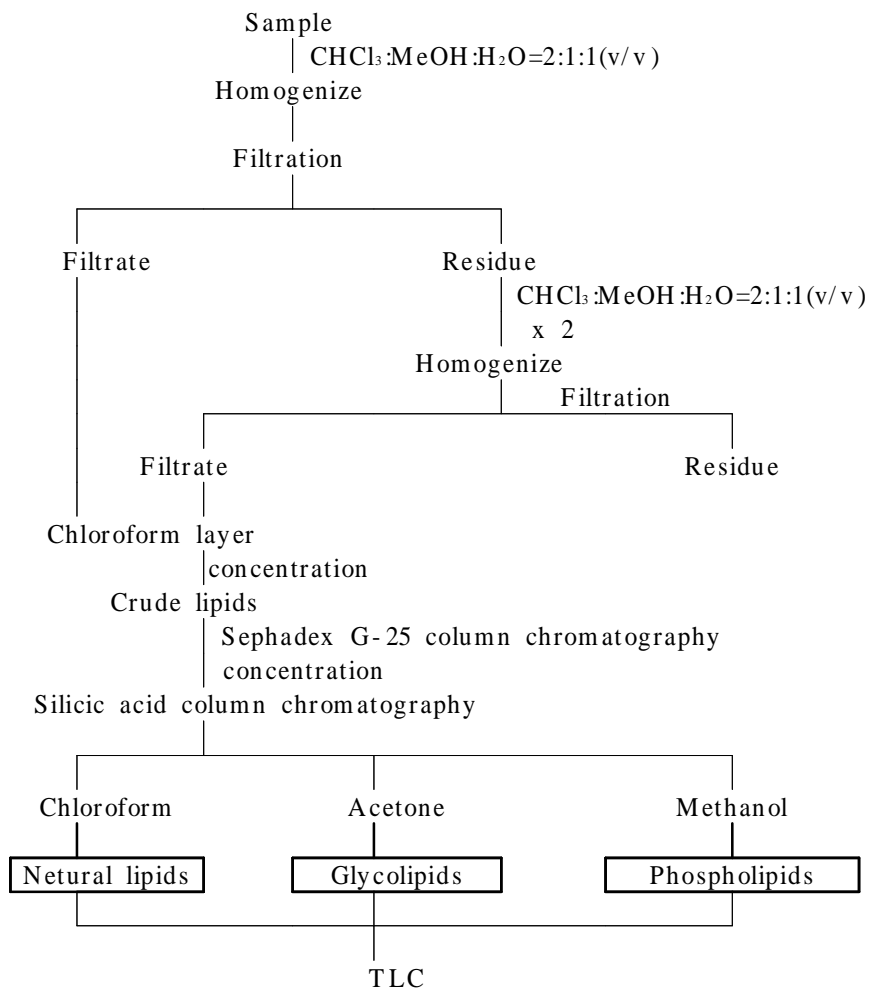 Sample
CHCl₃:MeOH:H₂O=2:1:1(v/v)
Homogenize
Filtration
Filtrate Residue
CHCl₃:MeOH:H₂O=2:1:1(v/v)
x 2
Homogenize
Filtration
Filtrate Residue
Chloroform layer
concentration
Crude lipids
Sephadex G-25 column chromatography
concentration
Silicic acid column chromatography
Chloroform Acetone Methanol
Netural lipids Glycolipids Phospholipids
TLC